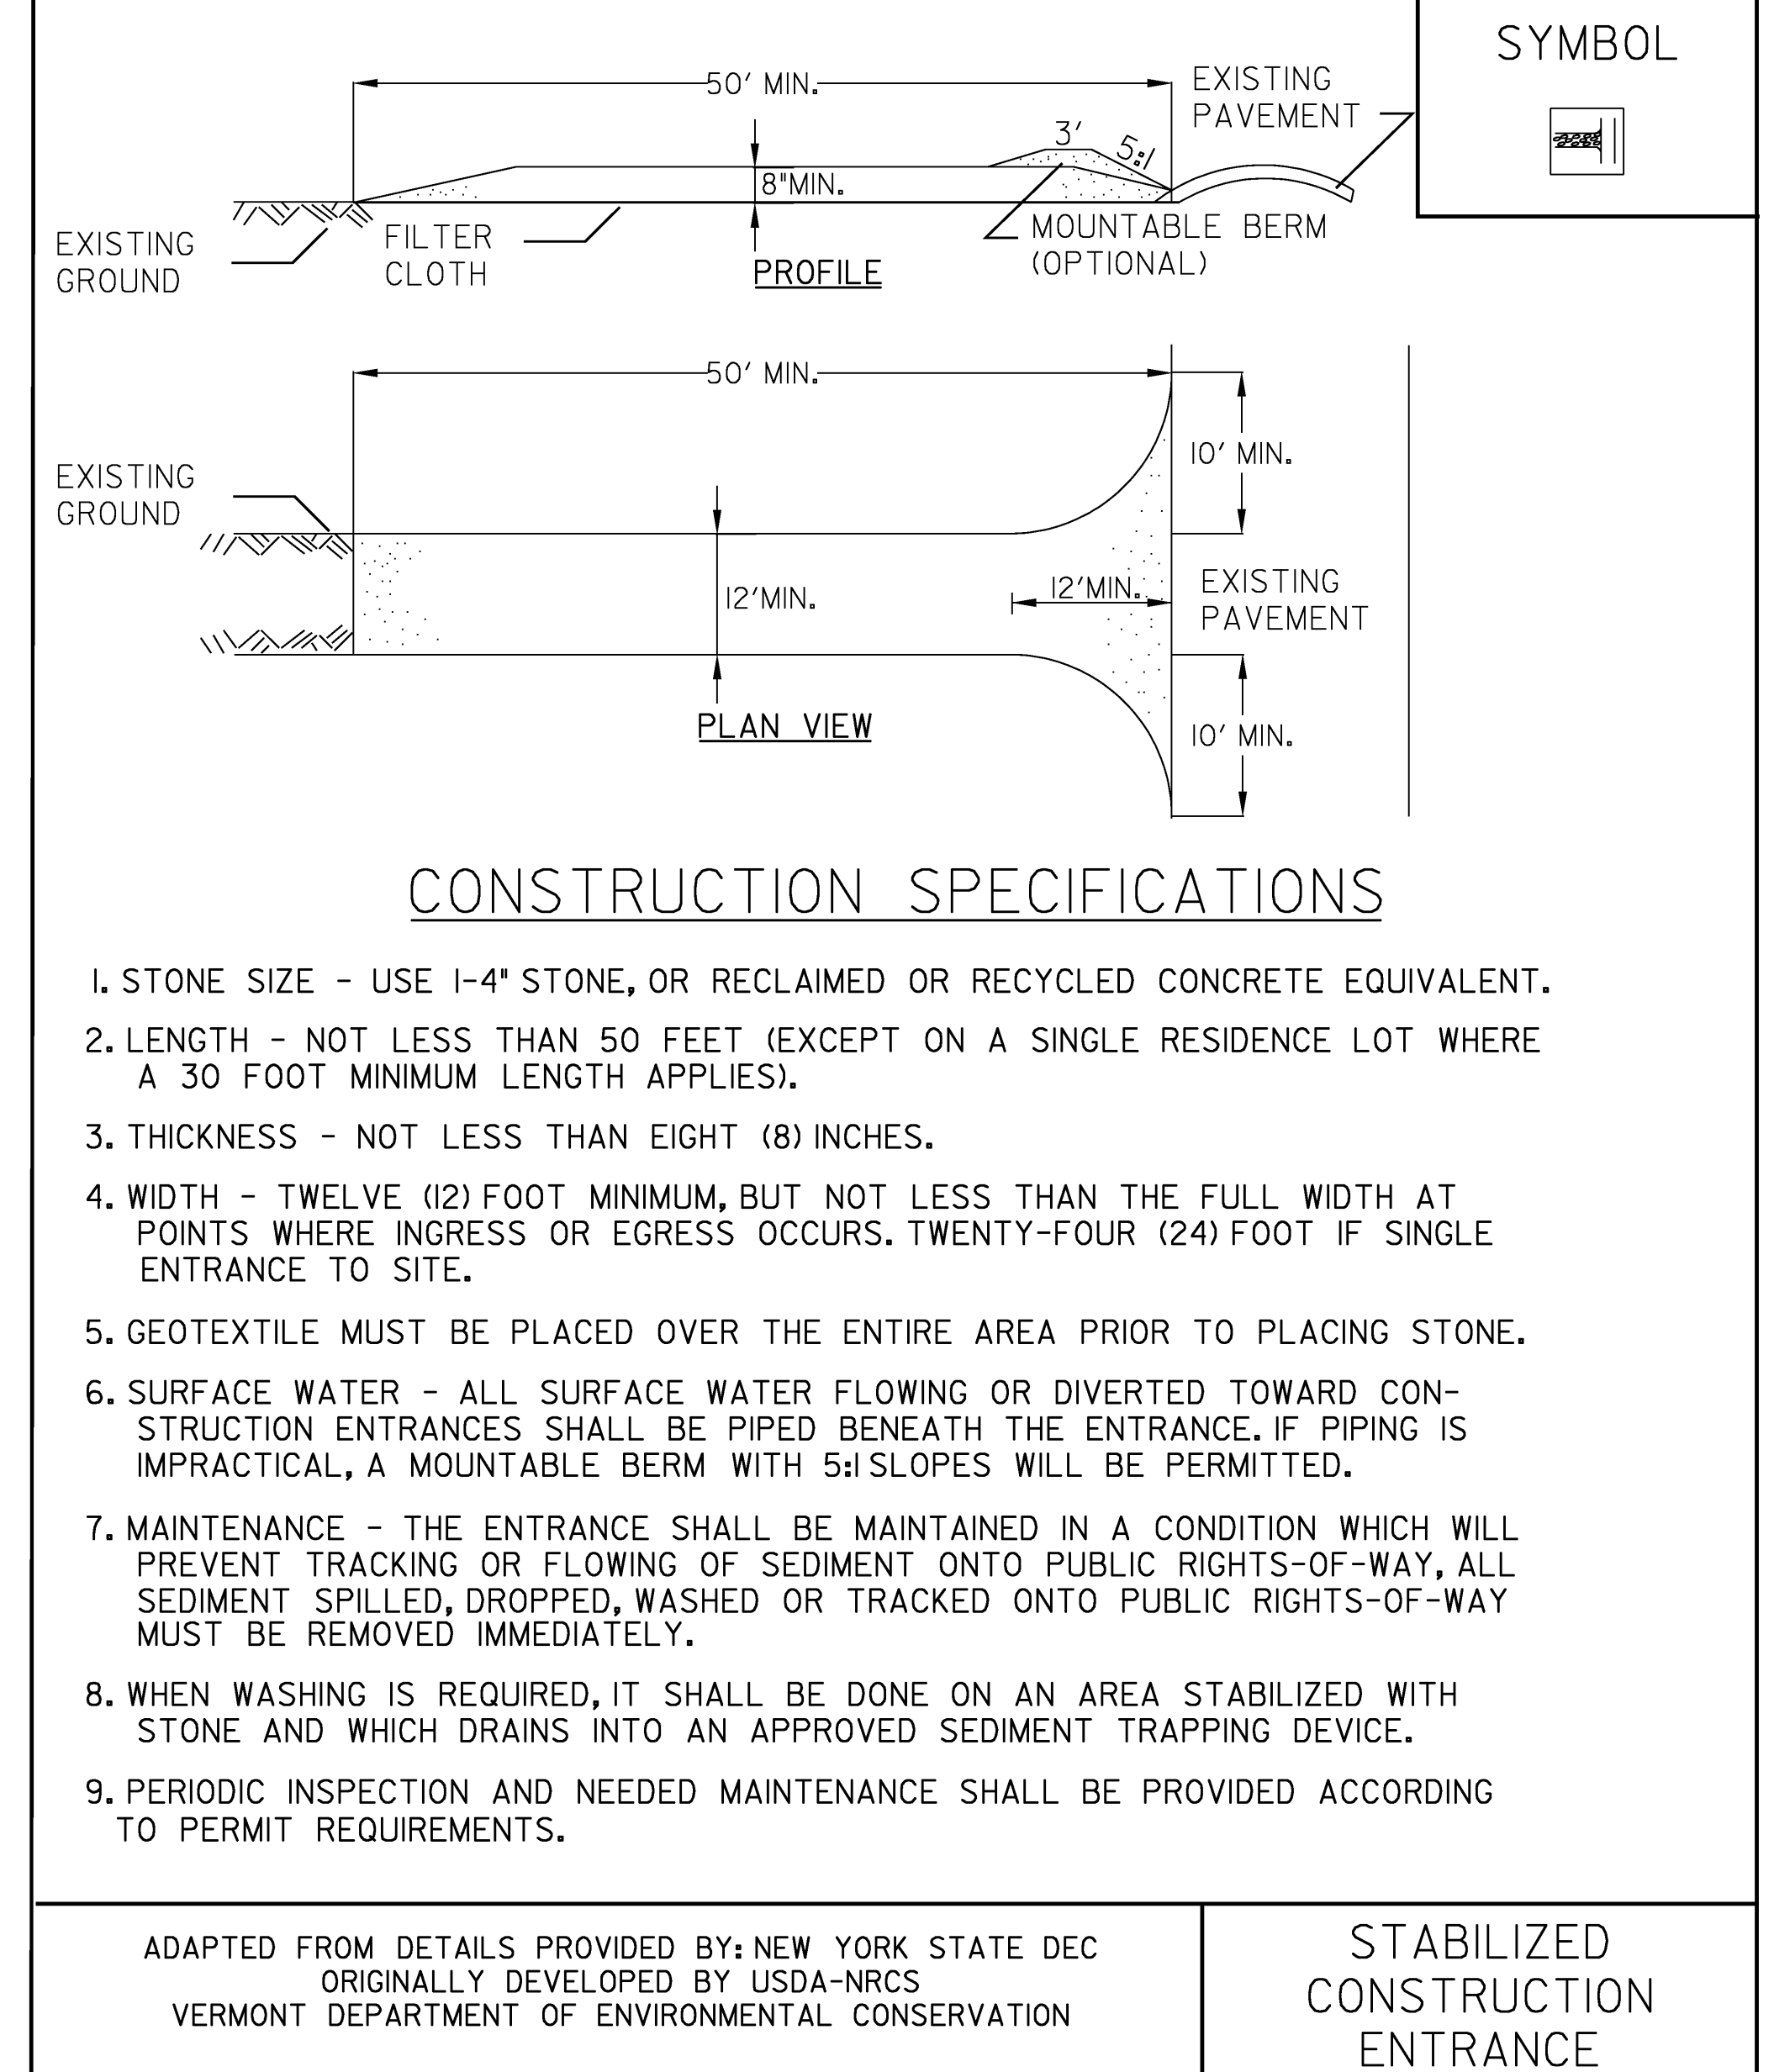 SYMBOL
50' MIN.
EXISTING
PAVEMENT
3'
5:1
8"MIN.
EXISTING
GROUND
FILTER
CLOTH
MOUNTABLE BERM
(OPTIONAL)
PROFILE
50' MIN.
10' MIN.
EXISTING
GROUND
12'MIN.
12'MIN.
EXISTING
PAVEMENT
10' MIN.
PLAN VIEW
CONSTRUCTION SPECIFICATIONS
1. STONE SIZE - USE 1-4" STONE, OR RECLAIMED OR RECYCLED CONCRETE EQUIVALENT.
2. LENGTH - NOT LESS THAN 50 FEET (EXCEPT ON A SINGLE RESIDENCE LOT WHERE
A 30 FOOT MINIMUM LENGTH APPLIES).
3. THICKNESS - NOT LESS THAN EIGHT (8) INCHES.
4. WIDTH - TWELVE (12) FOOT MINIMUM, BUT NOT LESS THAN THE FULL WIDTH AT
POINTS WHERE INGRESS OR EGRESS OCCURS. TWENTY-FOUR (24) FOOT IF SINGLE
ENTRANCE TO SITE.
5. GEOTEXTILE MUST BE PLACED OVER THE ENTIRE AREA PRIOR TO PLACING STONE.
6. SURFACE WATER - ALL SURFACE WATER FLOWING OR DIVERTED TOWARD CON-
STRUCTION ENTRANCES SHALL BE PIPED BENEATH THE ENTRANCE. IF PIPING IS
IMPRACTICAL, A MOUNTABLE BERM WITH 5:1 SLOPES WILL BE PERMITTED.
7. MAINTENANCE - THE ENTRANCE SHALL BE MAINTAINED IN A CONDITION WHICH WILL
PREVENT TRACKING OR FLOWING OF SEDIMENT ONTO PUBLIC RIGHTS-OF-WAY, ALL
SEDIMENT SPILLED, DROPPED, WASHED OR TRACKED ONTO PUBLIC RIGHTS-OF-WAY
MUST BE REMOVED IMMEDIATELY.
8. WHEN WASHING IS REQUIRED, IT SHALL BE DONE ON AN AREA STABILIZED WITH
STONE AND WHICH DRAINS INTO AN APPROVED SEDIMENT TRAPPING DEVICE.
9. PERIODIC INSPECTION AND NEEDED MAINTENANCE SHALL BE PROVIDED ACCORDING
TO PERMIT REQUIREMENTS.
ADAPTED FROM DETAILS PROVIDED BY: NEW YORK STATE DEC
ORIGINALLY DEVELOPED BY USDA-NRCS
VERMONT DEPARTMENT OF ENVIRONMENTAL CONSERVATION
STABILIZED
CONSTRUCTION
ENTRANCE